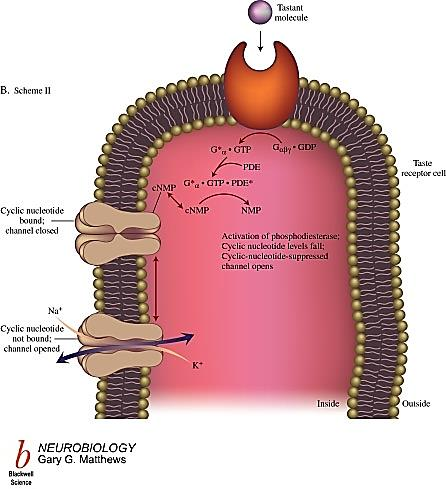 Tastant
molecule
B. Scheme II
G*α • GTP
Gαβγ • GDP
PDE
G*α • GTP • PDE*
cNMP
cNMP
NMP
Taste
receptor cell
Cyclic nucleotide
bound;
channel closed
Activation of phosphodiesterase;
Cyclic nucleotide levels fall;
Cyclic-nucleotide-suppressed
channel opens
Na⁺
Cyclic nucleotide
not bound;
channel opened
K⁺
Inside
Outside
b
Blackwell
Science
NEUROBIOLOGY
Gary G. Matthews